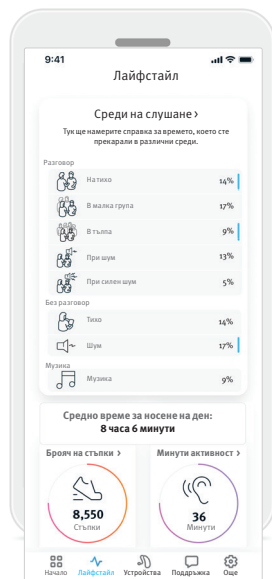 9:41
Лайфстайл
Среди на слушане >
Тук ще намерите справка за времето, което сте
прекарали в различни среди.
Разговор
На тихо 14%
В малка група 17%
В тълпа 9%
При шум 13%
При силен шум 5%
Без разговор
Тихо 14%
Шум 17%
Музика
Музика 9%
Средно време за носене на ден:
8 часа 6 минути
Брояч на стъпки > Минути активност >
8,550 36
Стъпки Минути
Начало Лайфстайл Устройства Поддръжка Още